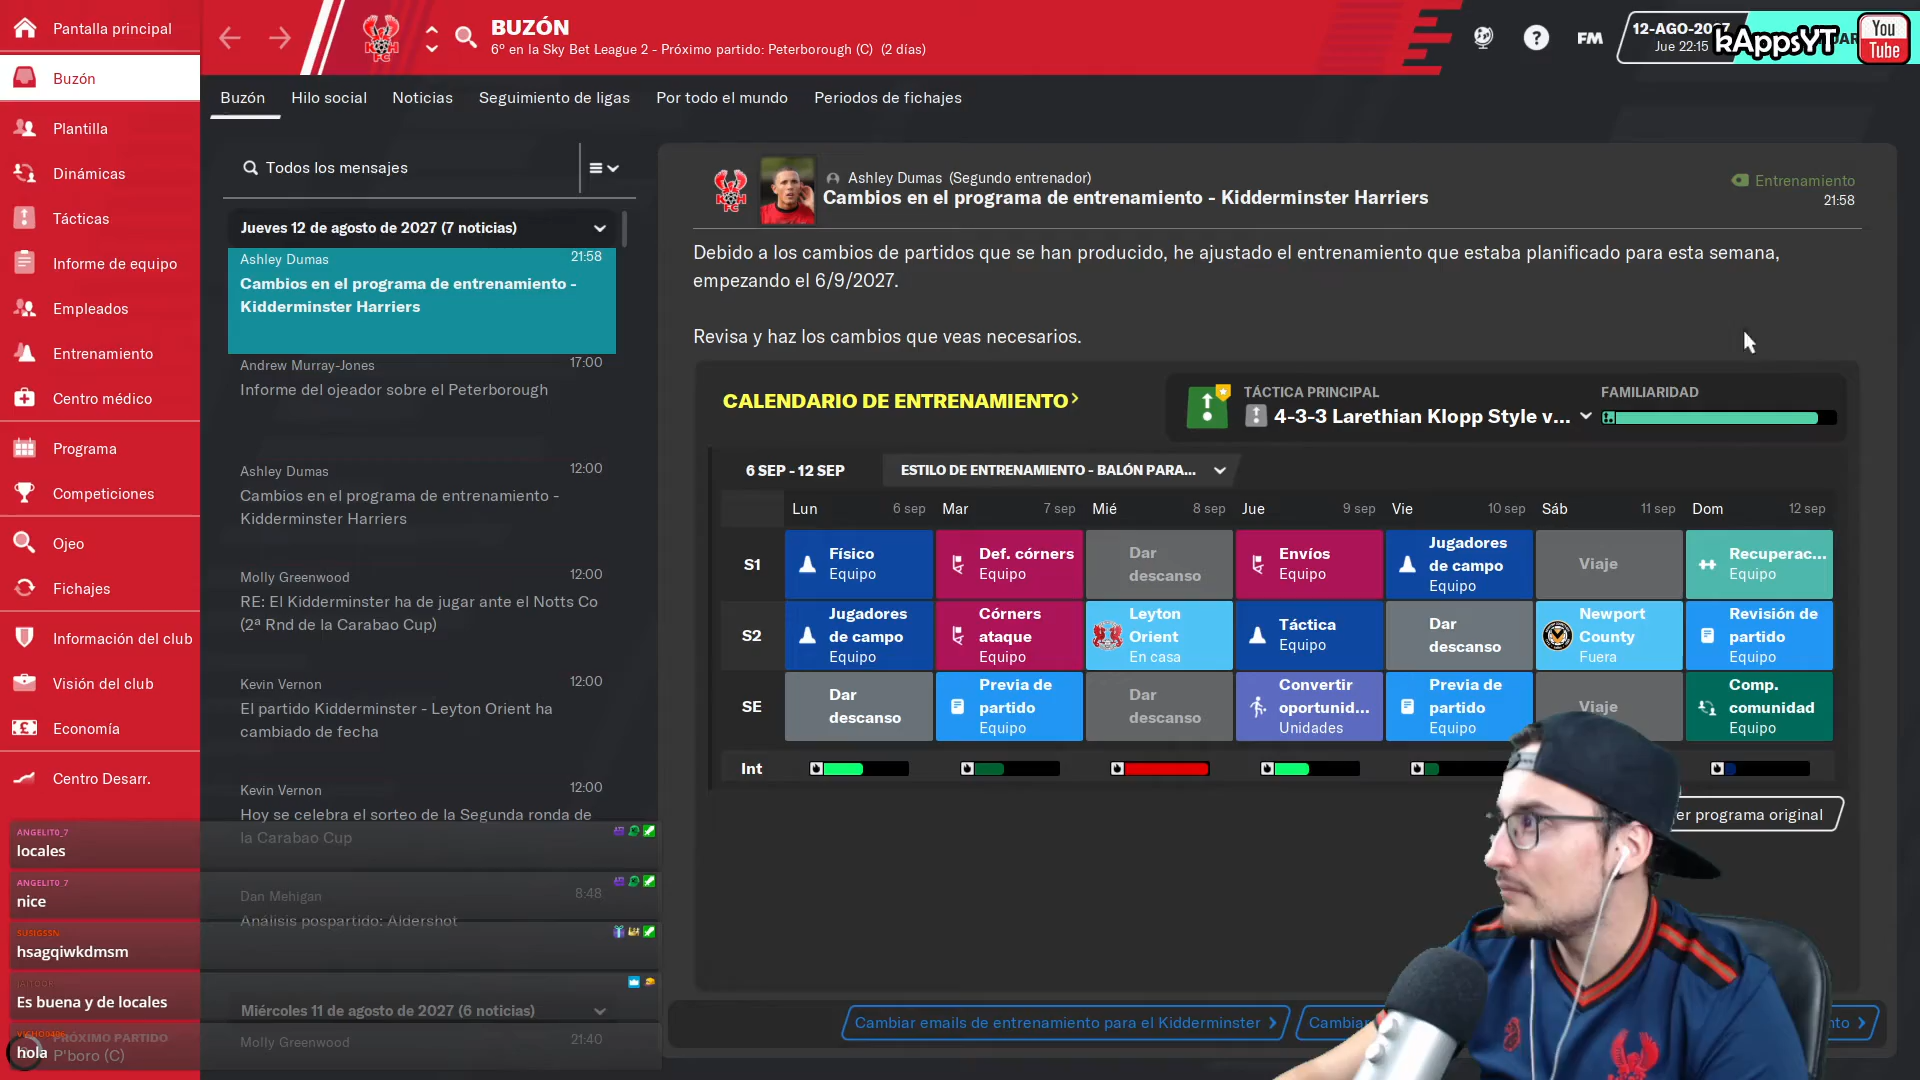 Pantalla principal
Buzón
Plantilla
Dinámicas
Tácticas
Informe de equipo
Empleados
Entrenamiento
Centro médico
Programa
Competiciones
Ojeo
Fichajes
Información del club
Visión del club
Economía
Centro Desarr.
BUZÓN
6º en la Sky Bet League 2 - Próximo partido: Peterborough (C) (2 días)
FM
12-AGO-2027
Jue 22:15
kAppsYT
You
Tube
Buzón
Hilo social
Noticias
Seguimiento de ligas
Por todo el mundo
Periodos de fichajes
Todos los mensajes
Jueves 12 de agosto de 2027 (7 noticias)
Ashley Dumas 21:58
Cambios en el programa de entrenamiento -
Kidderminster Harriers
Andrew Murray-Jones 17:00
Informe del ojeador sobre el Peterborough
Ashley Dumas 12:00
Cambios en el programa de entrenamiento -
Kidderminster Harriers
Molly Greenwood 12:00
RE: El Kidderminster ha de jugar ante el Notts Co
(2ª Rnd de la Carabao Cup)
Kevin Vernon 12:00
El partido Kidderminster - Leyton Orient ha
cambiado de fecha
Kevin Vernon 12:00
Hoy se celebra el sorteo de la Segunda ronda de
la Carabao Cup
Dan Mehigan 8:48
Análisis pospartido: Aldershot
Miércoles 11 de agosto de 2027 (6 noticias)
Molly Greenwood 21:40
ANGELIT0_7
locales
ANGELIT0_7
nice
hsagqiwkdmsm
Es buena y de locales
hola
PRÓXIMO PARTIDO
P'boro (C)
Ashley Dumas (Segundo entrenador)
Cambios en el programa de entrenamiento - Kidderminster Harriers
Entrenamiento
21:58
Debido a los cambios de partidos que se han producido, he ajustado el entrenamiento que estaba planificado para esta semana,
empezando el 6/9/2027.
Revisa y haz los cambios que veas necesarios.
CALENDARIO DE ENTRENAMIENTO
TÁCTICA PRINCIPAL
4-3-3 Larethian Klopp Style v...
FAMILIARIDAD
6 SEP - 12 SEP
ESTILO DE ENTRENAMIENTO - BALÓN PARA...
Lun 6 sep Mar 7 sep Mié 8 sep Jue 9 sep Vie 10 sep Sáb 11 sep Dom 12 sep
S1
Físico
Equipo
Def. córners
Equipo
Dar
descanso
Envíos
Equipo
Jugadores
de campo
Equipo
Viaje
Recuperac...
Equipo
S2
Jugadores
de campo
Equipo
Córners
ataque
Equipo
Leyton
Orient
En casa
Táctica
Equipo
Dar
descanso
Newport
County
Fuera
Revisión de
partido
Equipo
SE
Dar
descanso
Previa de
partido
Equipo
Dar
descanso
Convertir
oportunid...
Unidades
Previa de
partido
Equipo
Viaje
Comp.
comunidad
Equipo
Int
er programa original
Cambiar emails de entrenamiento para el Kidderminster
Cambiar